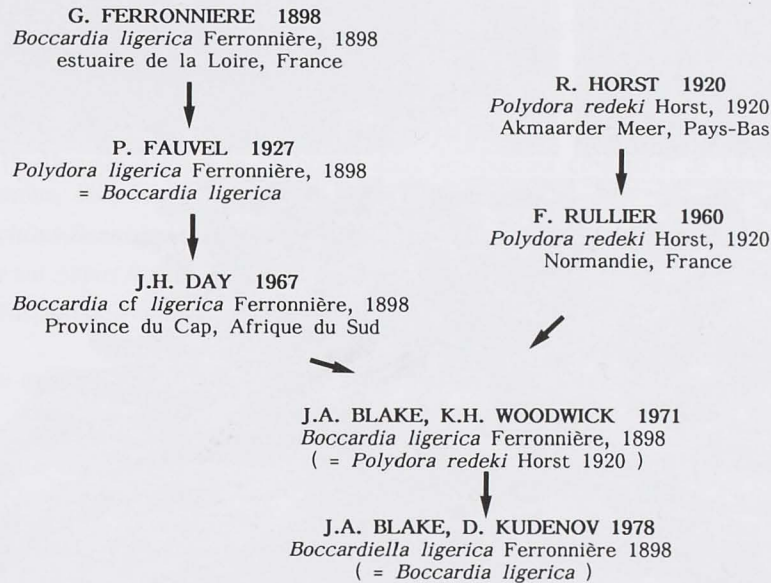 G. FERRONNIERE 1898
Boccardia ligerica Ferronnière, 1898
estuaire de la Loire, France
P. FAUVEL 1927
Polydora ligerica Ferronnière, 1898
= Boccardia ligerica
J.H. DAY 1967
Boccardia cf ligerica Ferronnière, 1898
Province du Cap, Afrique du Sud
R. HORST 1920
Polydora redeki Horst, 1920
Akmaarder Meer, Pays-Bas
F. RULLIER 1960
Polydora redeki Horst, 1920
Normandie, France
J.A. BLAKE, K.H. WOODWICK 1971
Boccardia ligerica Ferronnière, 1898
( = Polydora redeki Horst 1920 )
J.A. BLAKE, D. KUDENOV 1978
Boccardiella ligerica Ferronnière 1898
( = Boccardia ligerica )